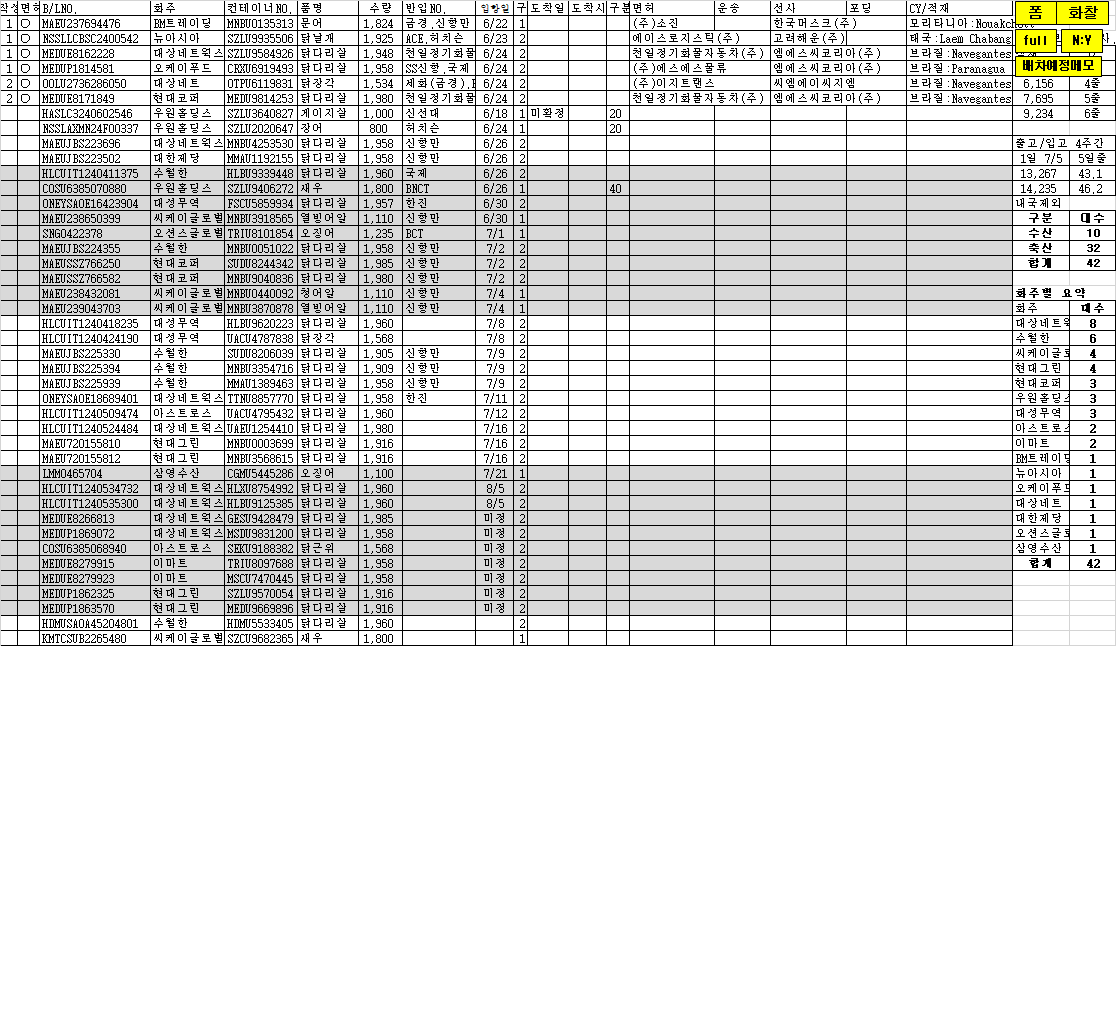 작성 면허 B/LNO. 화주 컨테이너NO. 품명 수량 반입NO. 입항일 구 도착일 도착시 구분 면허 운송 선사 포딩 CY/적재 폼 화찰
1 O MAEU237694476 BM트레이딩 MNBU0135313 문어 1,824 금경,신항만 6/22 1 (주)소진 한국머스크(주) 모리타니아:Nouakchott
1 O NSSLLCBSC2400542 뉴아시아 SZLU9935506 닭날개 1,925 ACE,허치슨 6/23 2 에이스로지스틱(주) 고려해운(주) 태국:Laem Chabang full N:Y
1 O MEDUE8162228 대상네트웍스 SZLU9584926 닭다리살 1,948 천일정기화물 6/24 2 천일정기화물자동차(주) 엠에스씨코리아(주) 브라질:Navegantes
1 O MEDUP1814581 오케이푸드 CRXU6919493 닭다리살 1,958 SS신항,국제 6/24 2 (주)에스에스물류 엠에스씨코리아(주) 브라질:Paranagua 배차예정메모
2 O OOLU2736286050 대상네트 OTPU6119831 닭장각 1,534 세화(금경),H 6/24 2 (주)이지트랜스 씨엠에이씨지엠 브라질:Navegantes 6,156 4줄
2 O MEDUE8171849 현대코퍼 MEDU9814253 닭다리살 1,980 천일정기화물 6/24 2 천일정기화물자동차(주) 엠에스씨코리아(주) 브라질:Navegantes 7,695 5줄
HASLC3240602546 우원홀딩스 SZLU3640827 게이지살 1,000 신선대 6/18 1 미확정 20 9,234 6줄
NSSLAXMN24F00337 우원홀딩스 SZLU2020647 장어 800 허치슨 6/24 1 20
MAEUJBS223696 대상네트웍스 MNBU4253530 닭다리살 1,958 신항만 6/26 2 출고/입고 4주간
MAEUJBS223502 대한제당 MMAU1192155 닭다리살 1,958 신항만 6/26 2 1일 7/5 5일줄
HLCUIT1240411375 수월한 HLBU9339448 닭다리살 1,960 국제 6/26 2 13,267 43.1
COSU6385070880 우원홀딩스 SZLU9406272 새우 1,800 BNCT 6/26 1 40 14,235 46.2
ONEYSAOE16423904 대성무역 FSCU5859934 닭다리살 1,957 한진 6/30 2 내국제외
MAEU238650399 씨케이글로벌 MNBU3918565 열빙어알 1,110 신항만 6/30 1 구분 대수
SNGO422378 오션스글로벌 TRIU8101854 오징어 1,235 BCT 7/1 1 수산 10
MAEUJBS224355 수월한 MNBU0051022 닭다리살 1,958 신항만 7/2 2 축산 32
MAEUSSZ766250 현대코퍼 SUDU8244342 닭다리살 1,985 신항만 7/2 2 합계 42
MAEUSSZ766582 현대코퍼 MNBU9040836 닭다리살 1,980 신항만 7/2 2
MAEU238432081 씨케이글로벌 MNBU0440092 청어알 1,110 신항만 7/4 1 화주별 요약
MAEU239043703 씨케이글로벌 MNBU3870878 열빙어알 1,110 신항만 7/4 1 화주 대수
HLCUIT1240418235 대성무역 HLBU9620223 닭다리살 1,960 7/8 2 대상네트웍 8
HLCUIT1240424190 대성무역 UACU4787838 닭장각 1,568 7/8 2 수월한 6
MAEUJBS225330 수월한 SUDU8206039 닭다리살 1,905 신항만 7/9 2 씨케이글로 4
MAEUJBS225394 수월한 MNBU3354716 닭다리살 1,909 신항만 7/9 2 현대그린 4
MAEUJBS225939 수월한 MMAU1389463 닭다리살 1,958 신항만 7/9 2 현대코퍼 3
ONEYSAOE18689401 대상네트웍스 TTNU8857770 닭다리살 1,958 한진 7/11 2 우원홀딩스 3
HLCUIT1240509474 아스트로스 UACU4795432 닭다리살 1,960 7/12 2 대성무역 3
HLCUIT1240524484 대상네트웍스 UAEU1254410 닭다리살 1,980 7/16 2 아스트로스 2
MAEU720155810 현대그린 MNBU0003699 닭다리살 1,916 7/16 2 이마트 2
MAEU720155812 현대그린 MNBU3568615 닭다리살 1,916 7/16 2 BM트레이딩 1
LMM0465704 삼영수산 CGMU5445286 오징어 1,100 7/21 1 뉴아시아 1
HLCUIT1240534732 대상네트웍스 HLXU8754992 닭다리살 1,960 8/5 2 오케이푸드 1
HLCUIT1240535300 대상네트웍스 HLBU9125385 닭다리살 1,960 8/5 2 대상네트 1
MEDUE8266813 대상네트웍스 GESU9428479 닭다리살 1,985 미정 2 대한제당 1
MEDUP1869072 대상네트웍스 MSDU9831200 닭다리살 1,958 미정 2 오션스글로 1
COSU6385068940 아스트로스 SEKU9188382 닭근위 1,568 미정 2 삼영수산 1
MEDUE8279915 이마트 TRIU8097688 닭다리살 1,958 미정 2 합계 42
MEDUE8279923 이마트 MSCU7470445 닭다리살 1,958 미정 2
MEDUP1862325 현대그린 SZLU9570054 닭다리살 1,916 미정 2
MEDUP1863570 현대그린 MEDU9669896 닭다리살 1,916 미정 2
HDMUSAOA45204801 수월한 HDMU5533405 닭다리살 1,960 2
KMTCSUB2265480 씨케이글로벌 SZCU9682365 새우 1,800 1